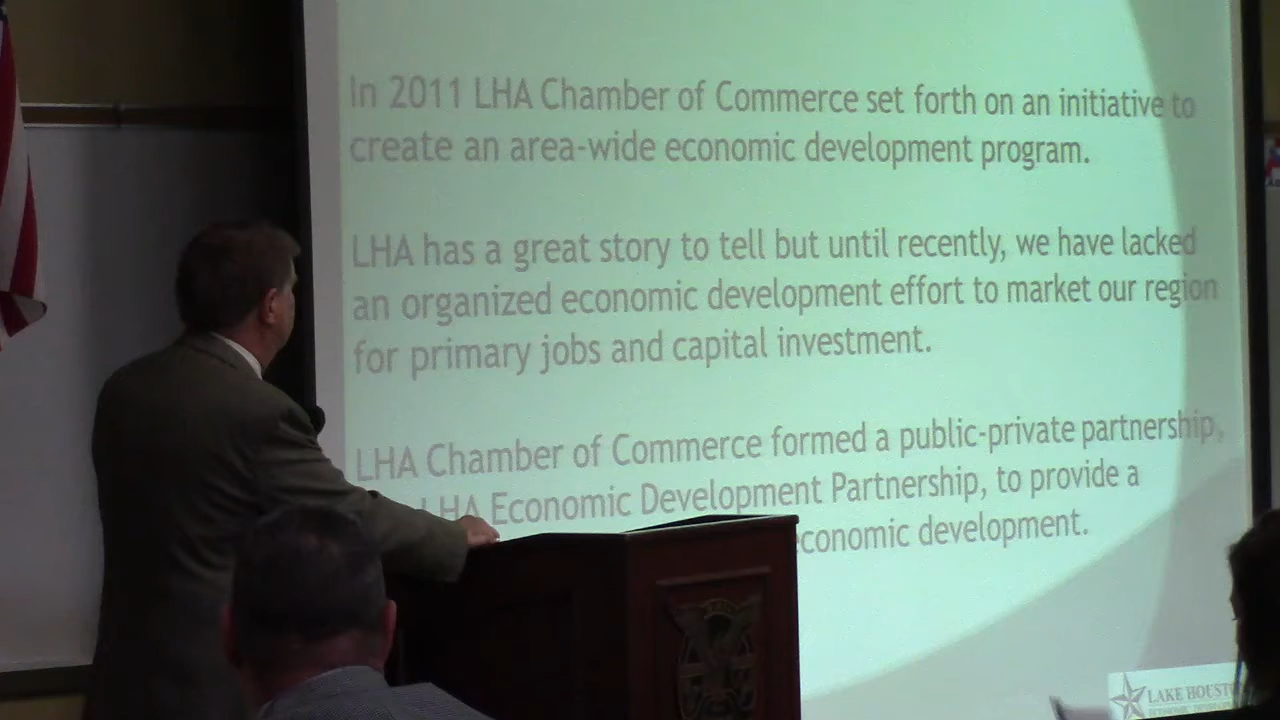 In 2011 LHA Chamber of Commerce set forth on an initiative to
create an area-wide economic development program.
LHA has a great story to tell but until recently, we have lacked
an organized economic development effort to market our region
for primary jobs and capital investment.
LHA Chamber of Commerce formed a public-private partnership,
LHA Economic Development Partnership, to provide a
economic development.
LAKE HOUST